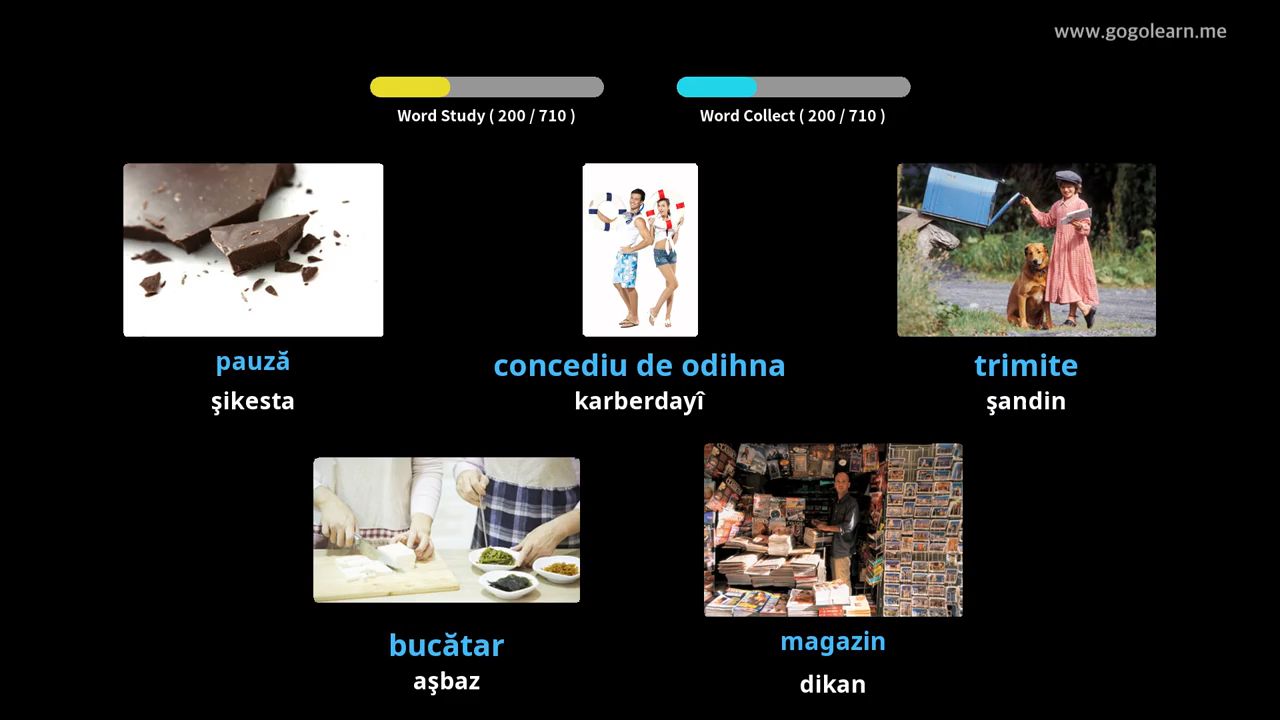 www.gogolearn.me
Word Study ( 200 / 710 )
Word Collect ( 200 / 710 )
pauză
şikesta
concediu de odihna
karberdayî
trimite
şandin
bucătar
aşbaz
magazin
dikan